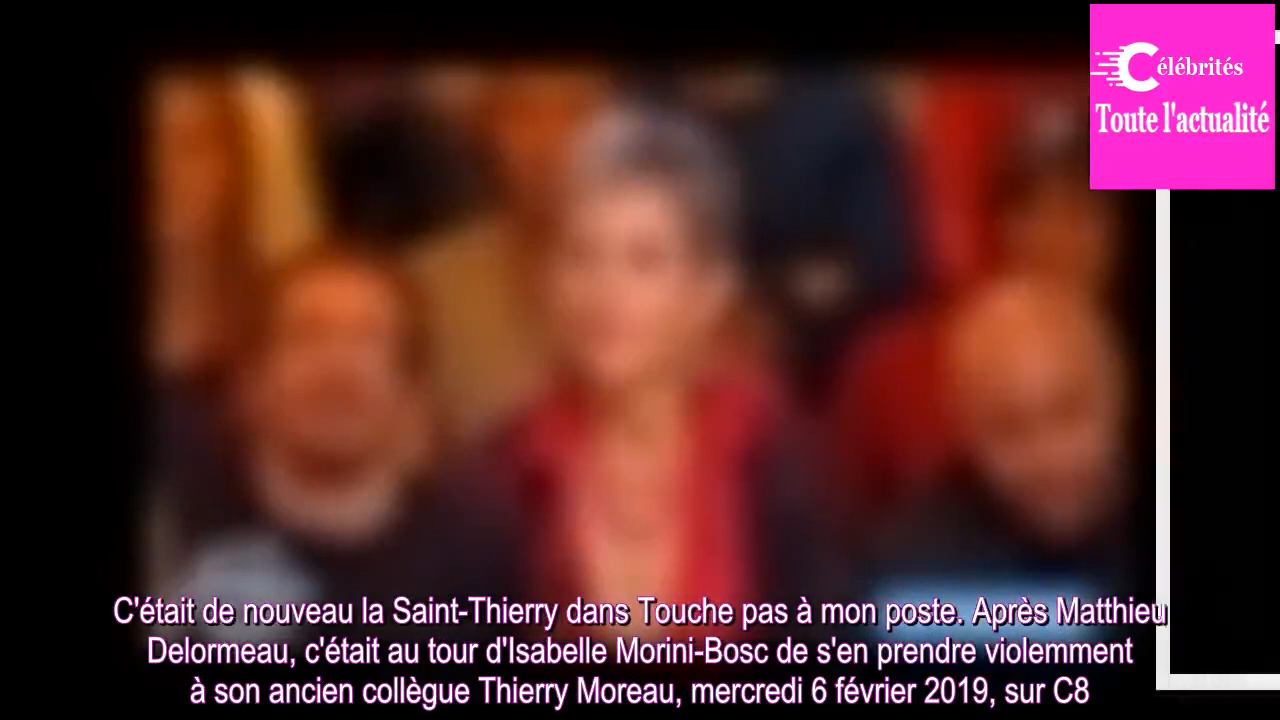 Célébrités
Toute l'actualité
C'était de nouveau la Saint-Thierry dans Touche pas à mon poste. Après Matthieu
Delormeau, c'était au tour d'Isabelle Morini-Bosc de s'en prendre violemment
à son ancien collègue Thierry Moreau, mercredi 6 février 2019, sur C8